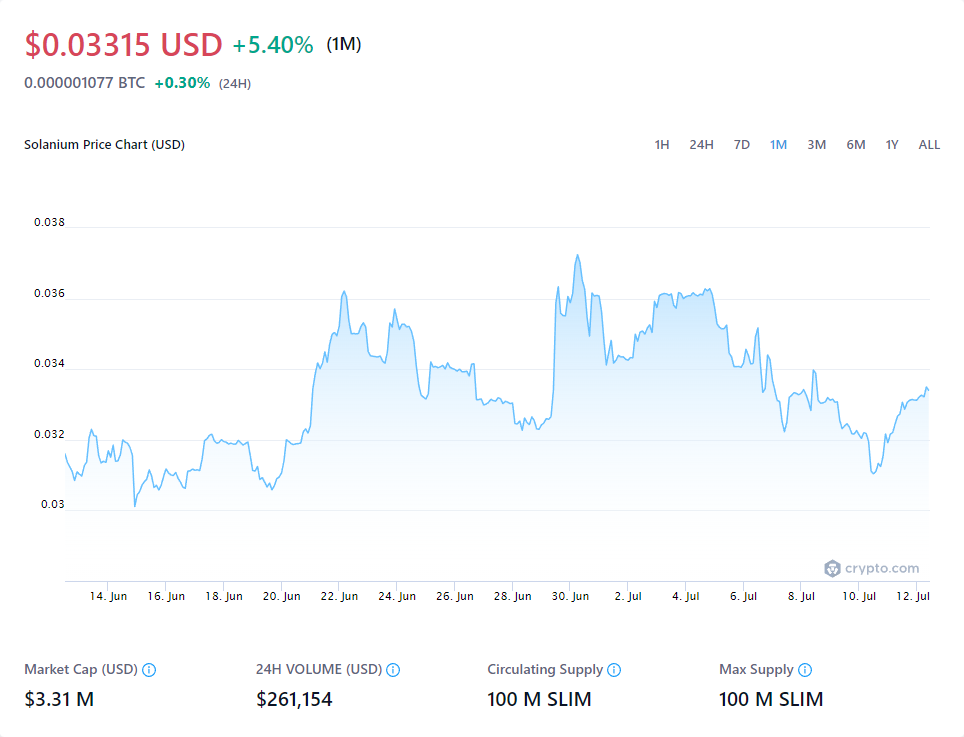 $0.03315 USD +5.40% (1M)
0.000001077 BTC +0.30% (24H)
Solanium Price Chart (USD) 1H 24H 7D 1M 3M 6M 1Y ALL
0.038
0.036
0.034
0.032
0.03
crypto.com
14. Jun 16. Jun 18. Jun 20. Jun 22. Jun 24. Jun 26. Jun 28. Jun 30. Jun 2. Jul 4. Jul 6. Jul 8. Jul 10. Jul 12. Jul
Market Cap (USD) 24H VOLUME (USD) Circulating Supply Max Supply
$3.31 M $261,154 100 M SLIM 100 M SLIM